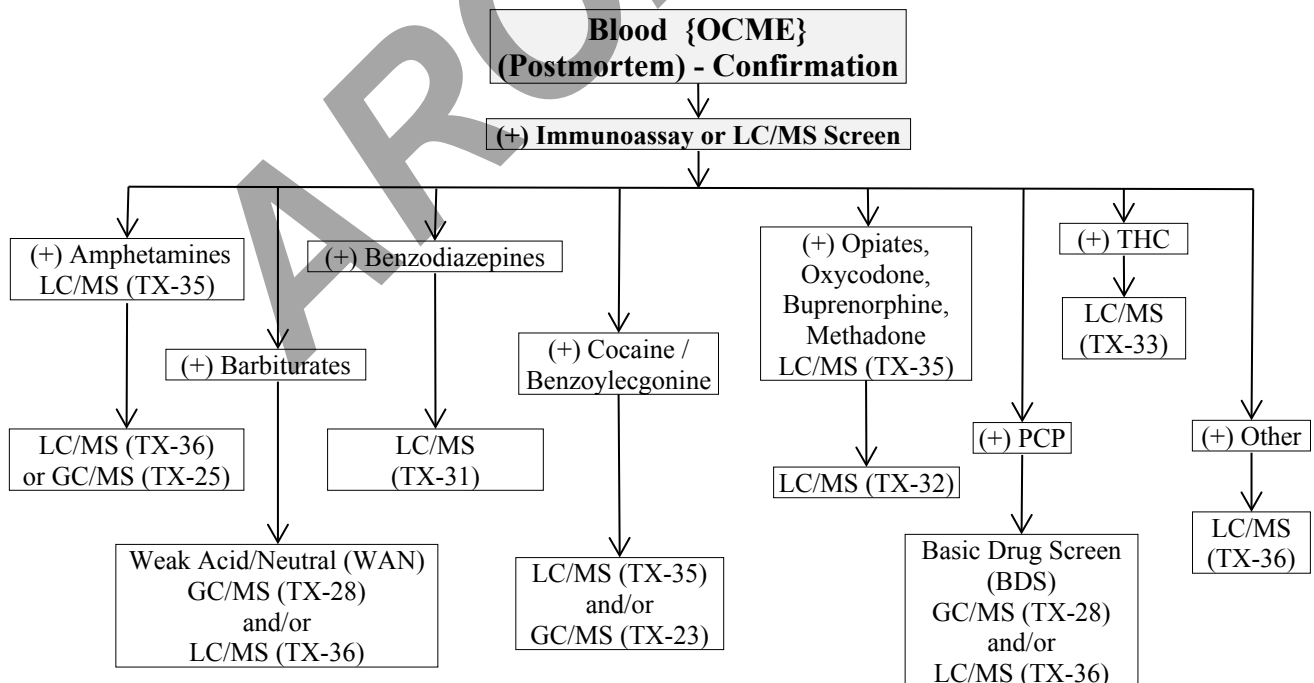 Blood {OCME}
(Postmortem) - Confirmation
(+) Immunoassay or LC/MS Screen
(+) Amphetamines
LC/MS (TX-35)
LC/MS (TX-36)
or GC/MS (TX-25)
(+) Barbiturates
Weak Acid/Neutral (WAN)
GC/MS (TX-28)
and/or
LC/MS (TX-36)
(+) Benzodiazepines
LC/MS
(TX-31)
(+) Cocaine /
Benzoylecgonine
LC/MS (TX-35)
and/or
GC/MS (TX-23)
(+) Opiates,
Oxycodone,
Buprenorphine,
Methadone
LC/MS (TX-35)
LC/MS (TX-32)
(+) PCP
Basic Drug Screen
(BDS)
GC/MS (TX-28)
and/or
LC/MS (TX-36)
(+) THC
LC/MS
(TX-33)
(+) Other
LC/MS
(TX-36)